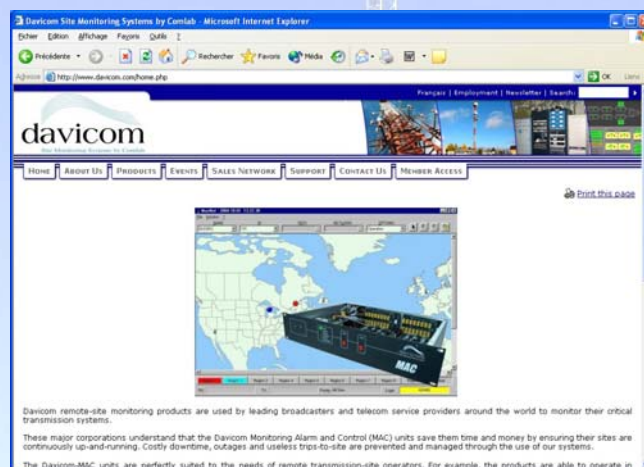 Davicom Site Monitoring Systems by Comlab - Microsoft Internet Explorer
Fichier Edition Affichage Favoris Outils ?
Précédente Rechercher Favoris Média
Adresse http://www.davicom.com/home.php OK Liens
Français | Employment | Newsletter | Search:
davicom
Site Monitoring Systems by Comlab
HOME ABOUT US PRODUCTS EVENTS SALES NETWORK SUPPORT CONTACT US MEMBER ACCESS
Print this page
MAC
Davicom remote-site monitoring products are used by leading broadcasters and telecom service providers around the world to monitor their critical
transmission systems.
These major corporations understand that the Davicom Monitoring Alarm and Control (MAC) units save them time and money by ensuring their sites are
continuously up-and-running. Costly downtime, outages and useless trips-to-site are prevented and managed through the use of our systems.
The Davicom-MAC units are perfectly suited to the needs of remote transmission-site operators. For example, the products are able to operate in